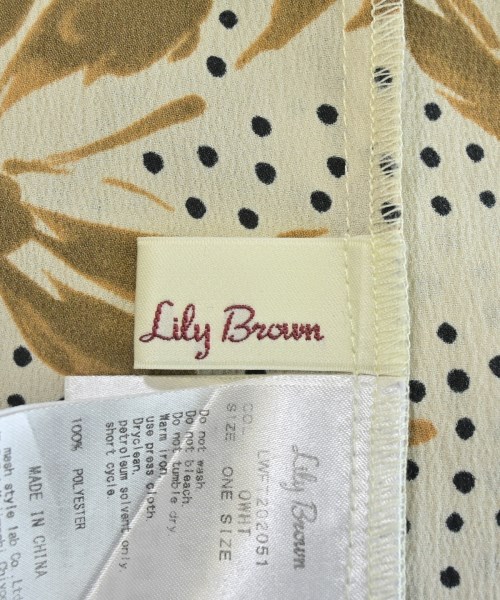 Lily Brown
Lily Brown
LWFT202051
COL OWHT
SIZE ONE SIZE
Do not wash
Do not bleach
Do not tumble dry
Warm iron,
use press cloth
Dryclean,
petroleum solvent only,
short cycle.
100% POLYESTER
MADE IN CHINA
mash style lab Co.,Ltd